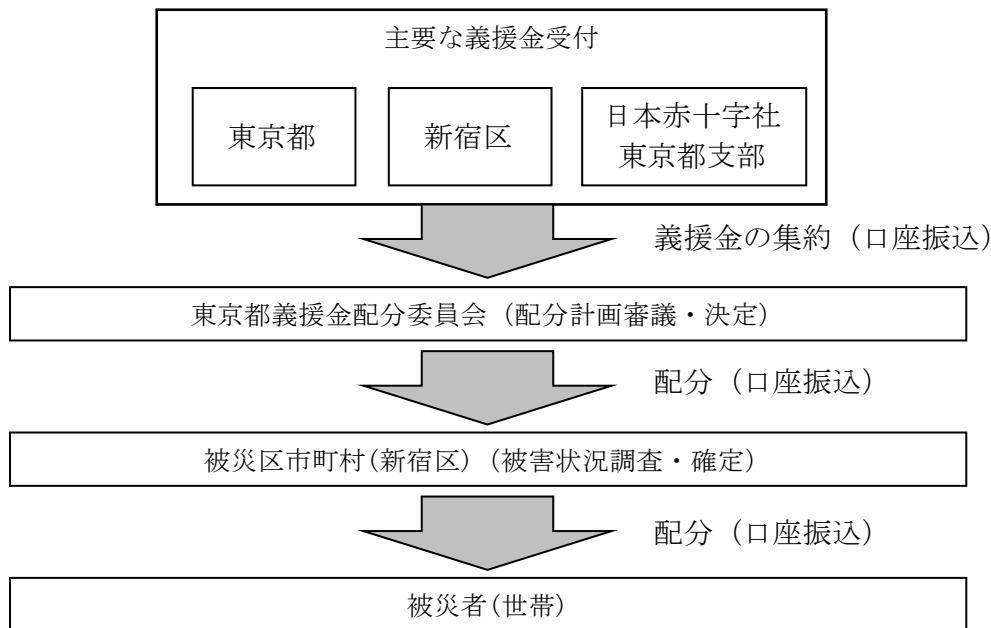 主要な義援金受付
東京都
新宿区
日本赤十字社
東京都支部
義援金の集約（口座振込）
東京都義援金配分委員会（配分計画審議・決定）
配分（口座振込）
被災区市町村(新宿区)（被害状況調査・確定）
配分（口座振込）
被災者(世帯)